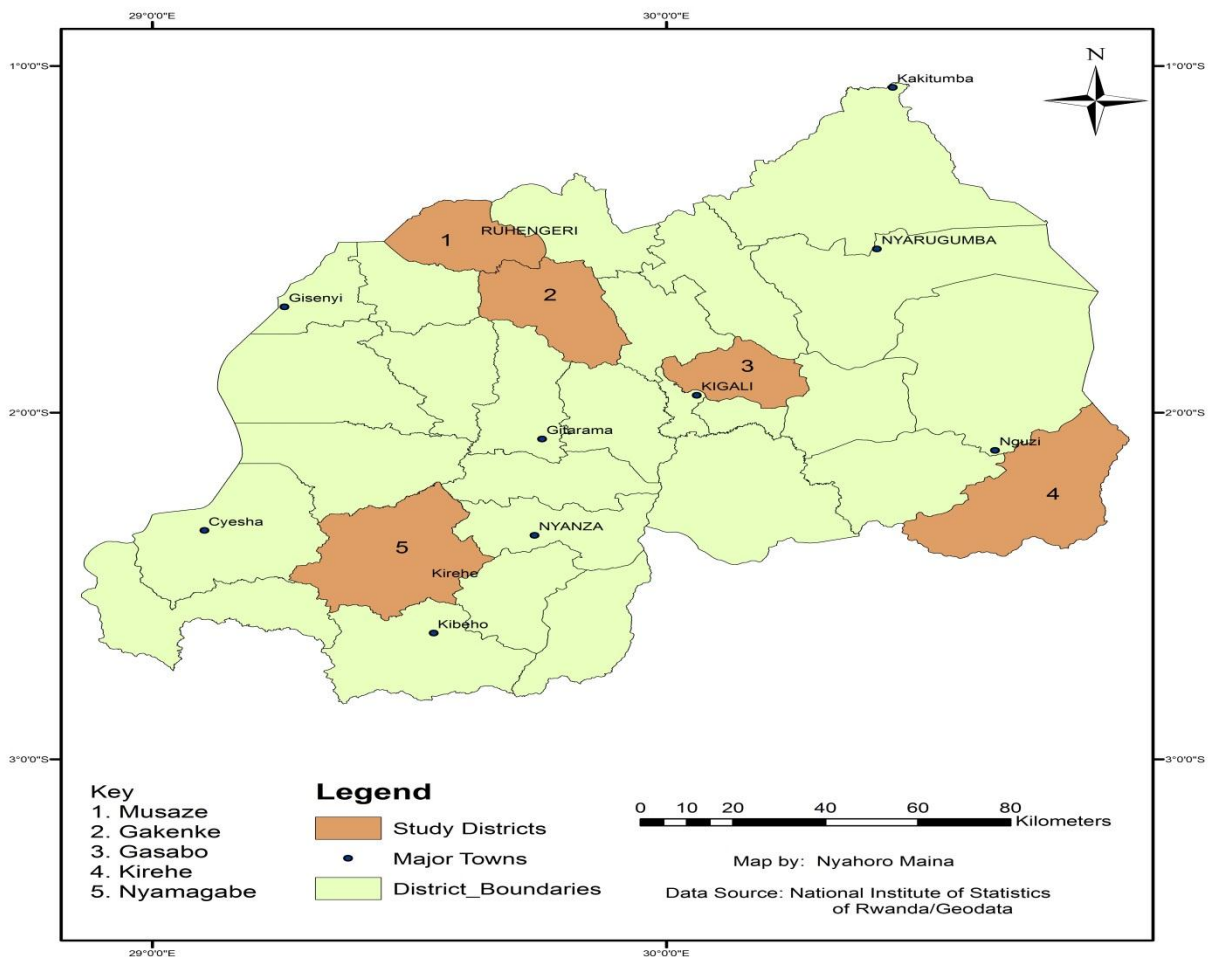 29°0'0"E 30°0'0"E
1°0'0"S 1°0'0"S
N
Kakitumba
1 RUHENGERI
NYARUGUMBA
2
Gisenyi
3
KIGALI
2°0'0"S 2°0'0"S
Gitarama
Nguzi
4
Cyesha
NYANZA
5
Kirehe
Kibeho
3°0'0"S 3°0'0"S
Key
1. Musaze
2. Gakenke
3. Gasabo
4. Kirehe
5. Nyamagabe
Legend
Study Districts
Major Towns
District_Boundaries
0 10 20 40 60 80
Kilometers
Map by: Nyahoro Maina
Data Source: National Institute of Statistics
of Rwanda/Geodata
29°0'0"E 30°0'0"E